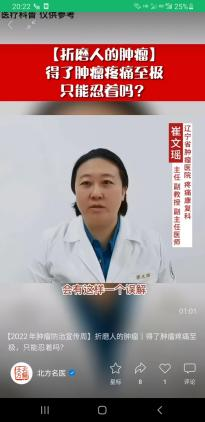 20:22
25%
医疗科普 仅供参考
【折磨人的肿瘤】
得了肿瘤疼痛至极
只能忍着吗?
辽宁省肿瘤医院 疼痛康复科
崔文瑶
主任 副教授 副主任医师
会有这样一个误解
01:01
【2022年肿瘤防治宣传周】折磨人的肿瘤丨得了肿瘤疼痛至
极，只能忍着吗?
北方名医
星标
8
1